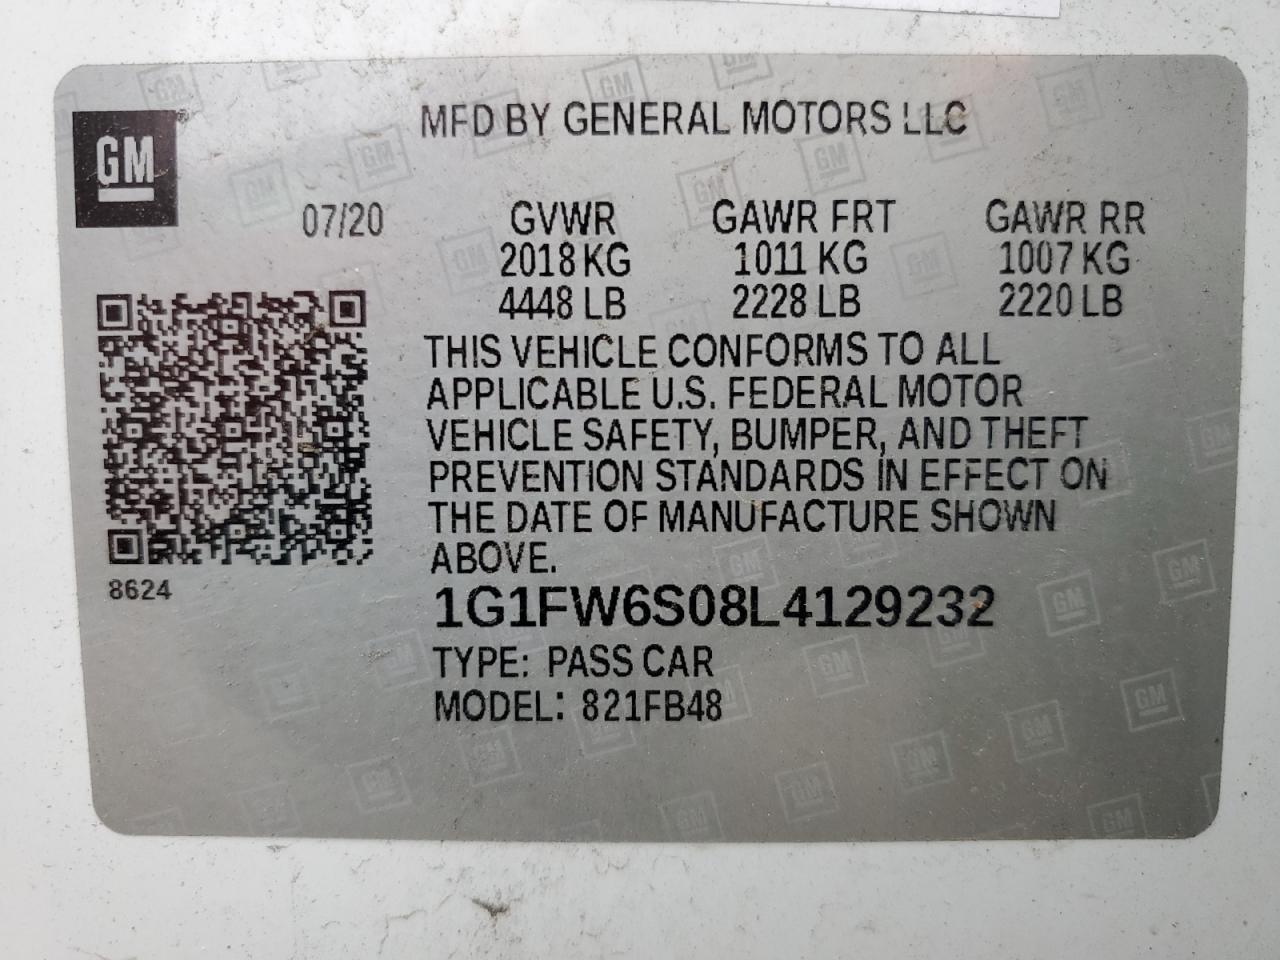 MFD BY GENERAL MOTORS LLC
GM
07/20
GVWR GAWR FRT GAWR RR
2018 KG 1011 KG 1007 KG
4448 LB 2228 LB 2220 LB
THIS VEHICLE CONFORMS TO ALL
APPLICABLE U.S. FEDERAL MOTOR
VEHICLE SAFETY, BUMPER, AND THEFT
PREVENTION STANDARDS IN EFFECT ON
THE DATE OF MANUFACTURE SHOWN
ABOVE.
8624
1G1FW6S08L4129232
TYPE: PASS CAR
MODEL: 821FB48